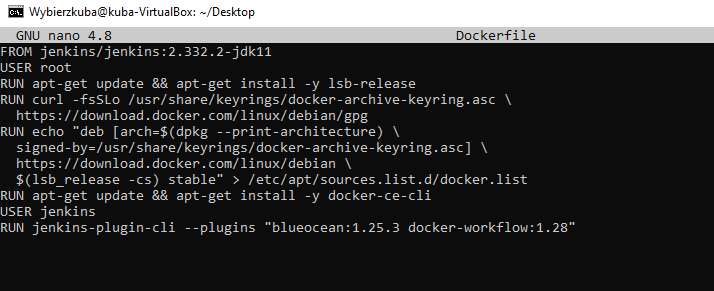 Wybierzkuba@kuba-VirtualBox: ~/Desktop
GNU nano 4.8 Dockerfile
FROM jenkins/jenkins:2.332.2-jdk11
USER root
RUN apt-get update && apt-get install -y lsb-release
RUN curl -fsSLo /usr/share/keyrings/docker-archive-keyring.asc \
  https://download.docker.com/linux/debian/gpg
RUN echo "deb [arch=$(dpkg --print-architecture) \
  signed-by=/usr/share/keyrings/docker-archive-keyring.asc] \
  https://download.docker.com/linux/debian \
  $(lsb_release -cs) stable" > /etc/apt/sources.list.d/docker.list
RUN apt-get update && apt-get install -y docker-ce-cli
USER jenkins
RUN jenkins-plugin-cli --plugins "blueocean:1.25.3 docker-workflow:1.28"